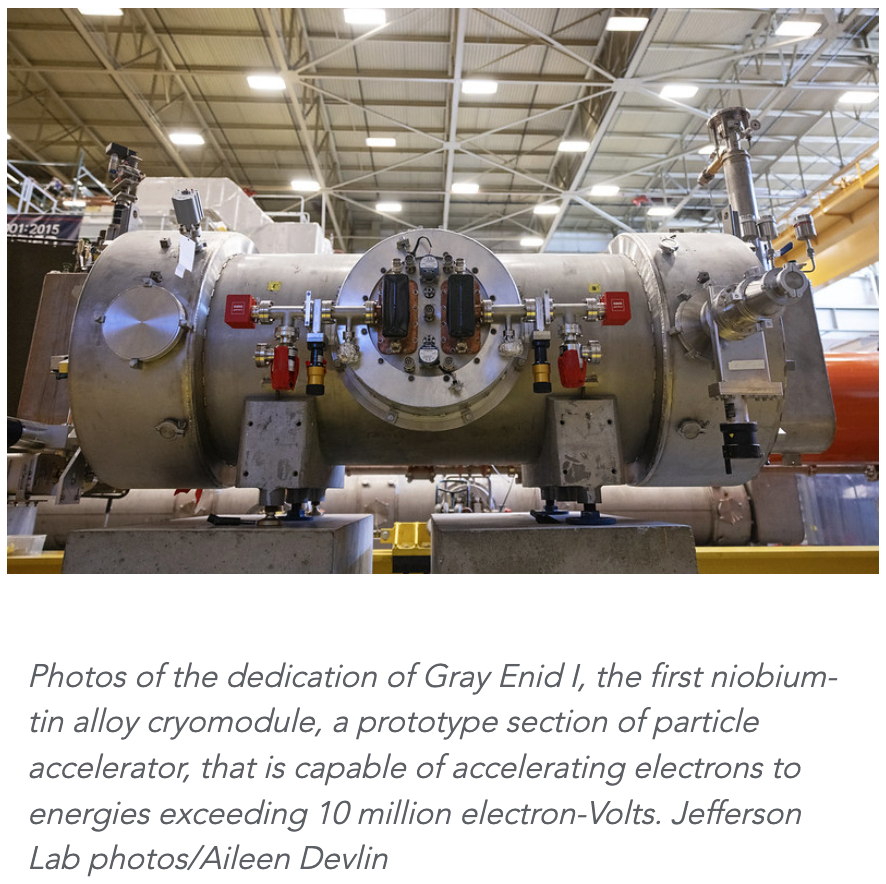 001:2015
Photos of the dedication of Gray Enid I, the first niobium-
tin alloy cryomodule, a prototype section of particle
accelerator, that is capable of accelerating electrons to
energies exceeding 10 million electron-Volts. Jefferson
Lab photos/Aileen Devlin